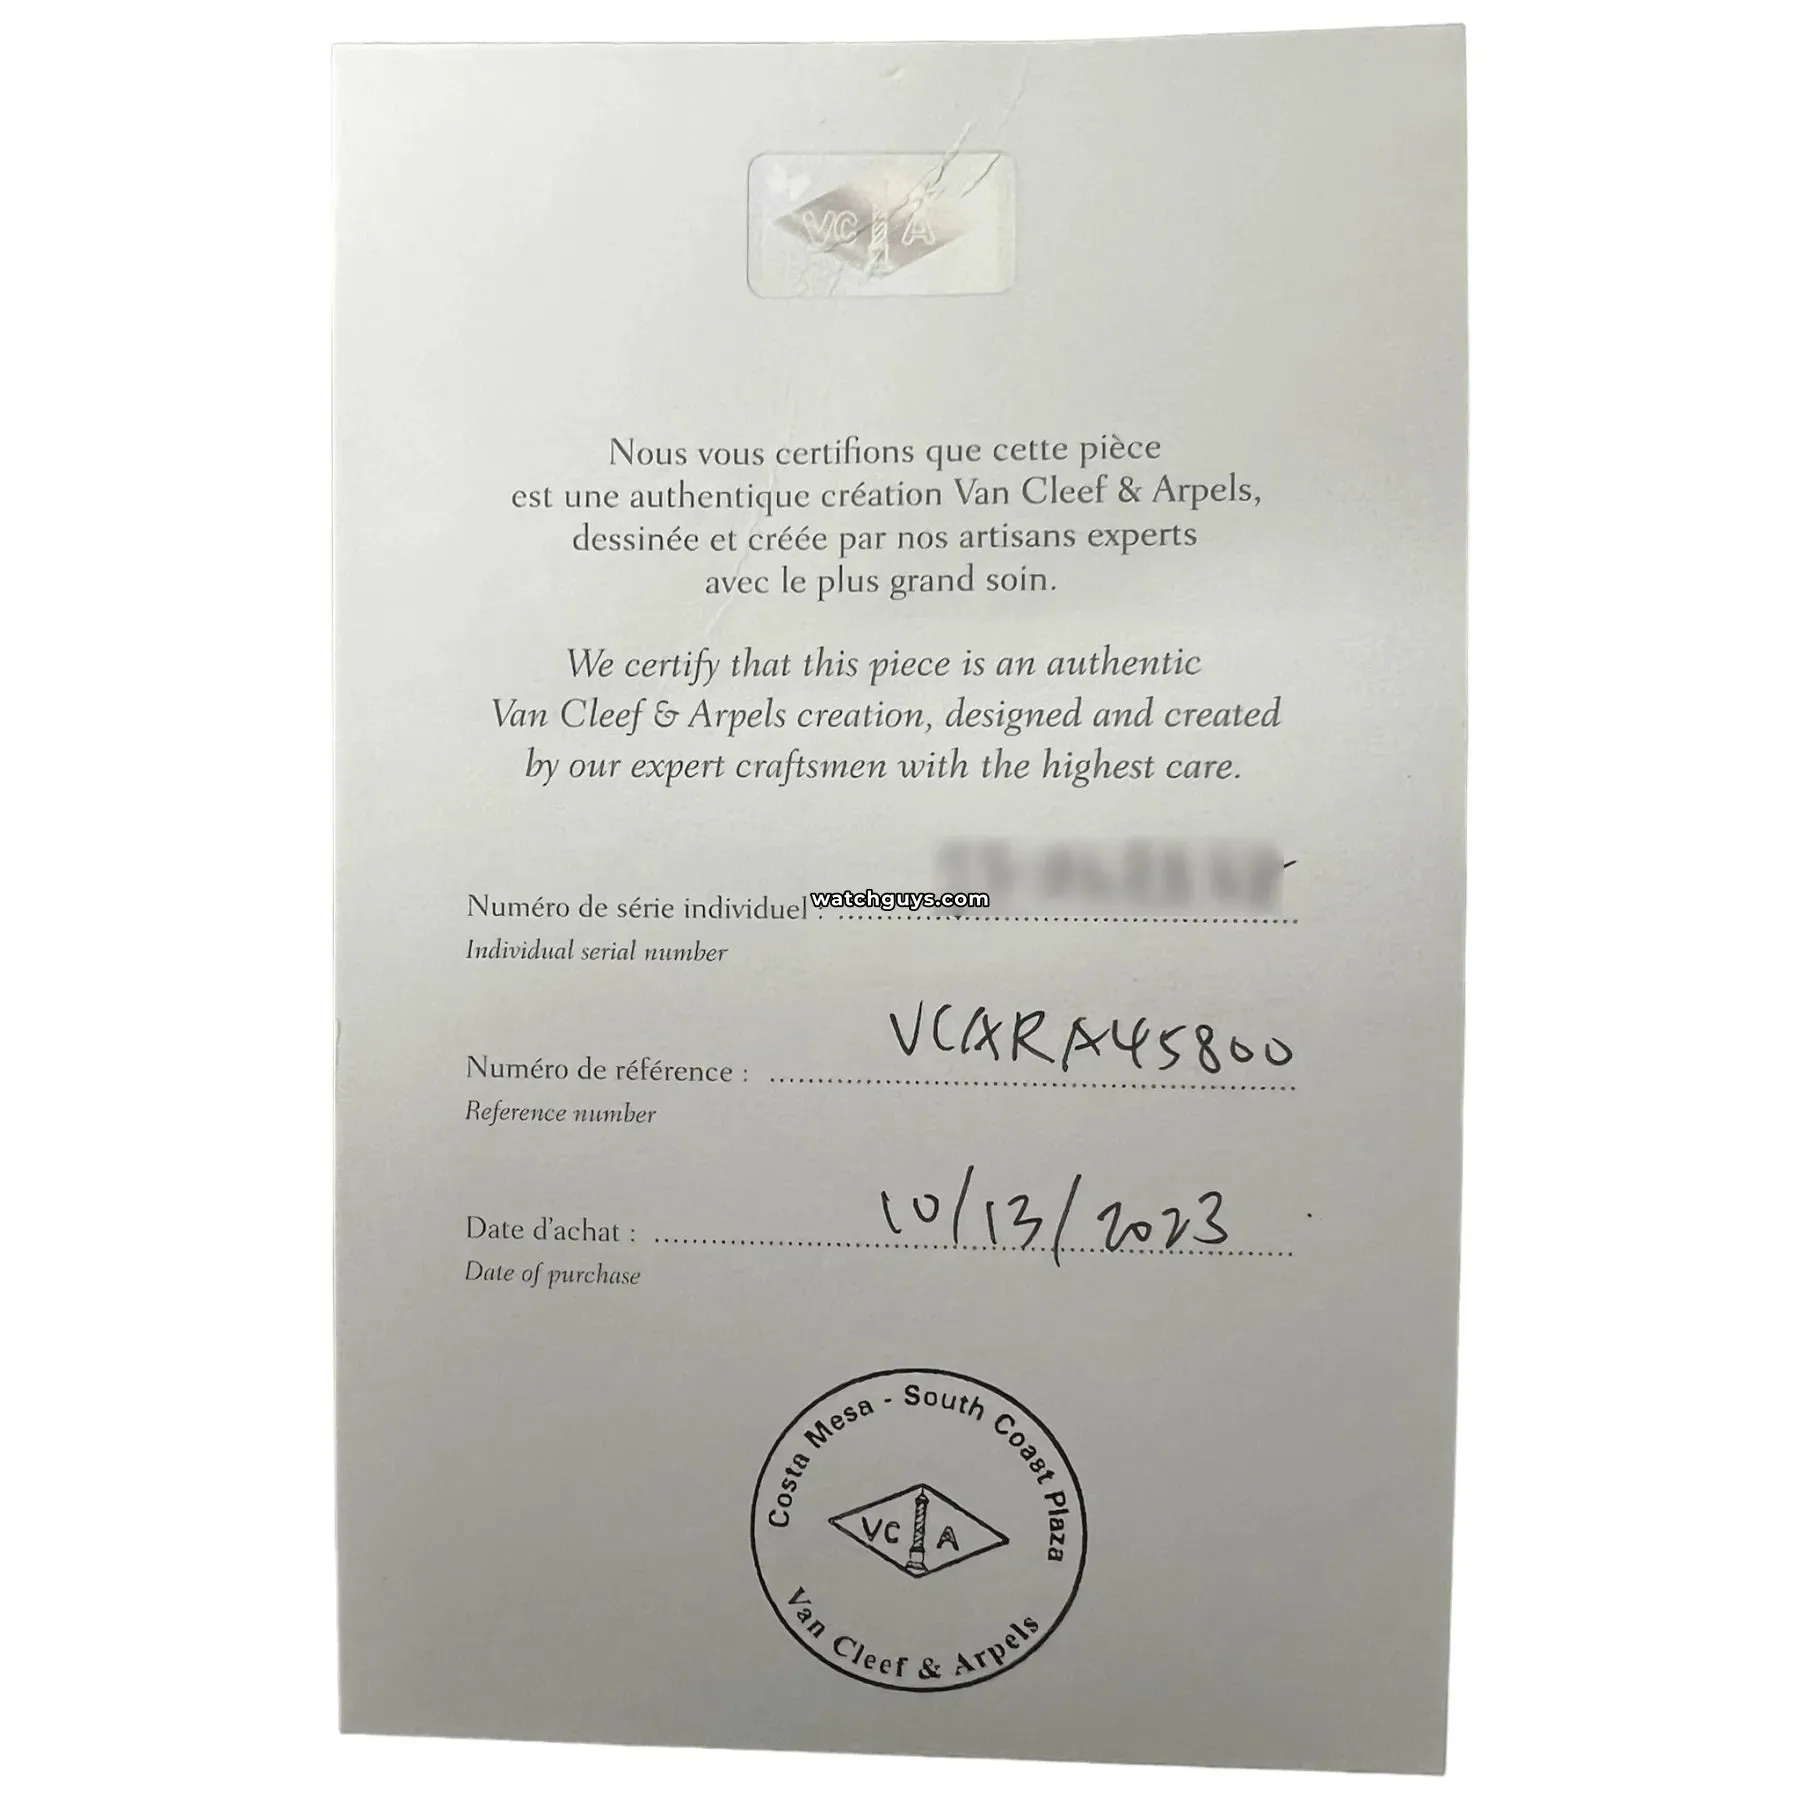 VC A
Nous vous certifions que cette pièce
est une authentique création Van Cleef & Arpels,
dessinée et créée par nos artisans experts
avec le plus grand soin.
We certify that this piece is an authentic
Van Cleef & Arpels creation, designed and created
by our expert craftsmen with the highest care.
Numéro de série individuel :
watchguys.com
Individual serial number
Numéro de référence : VCARA45800
Reference number
Date d'achat : 10/13/2023
Date of purchase
Costa Mesa - South Coast Plaza
VC A
Van Cleef & Arpels